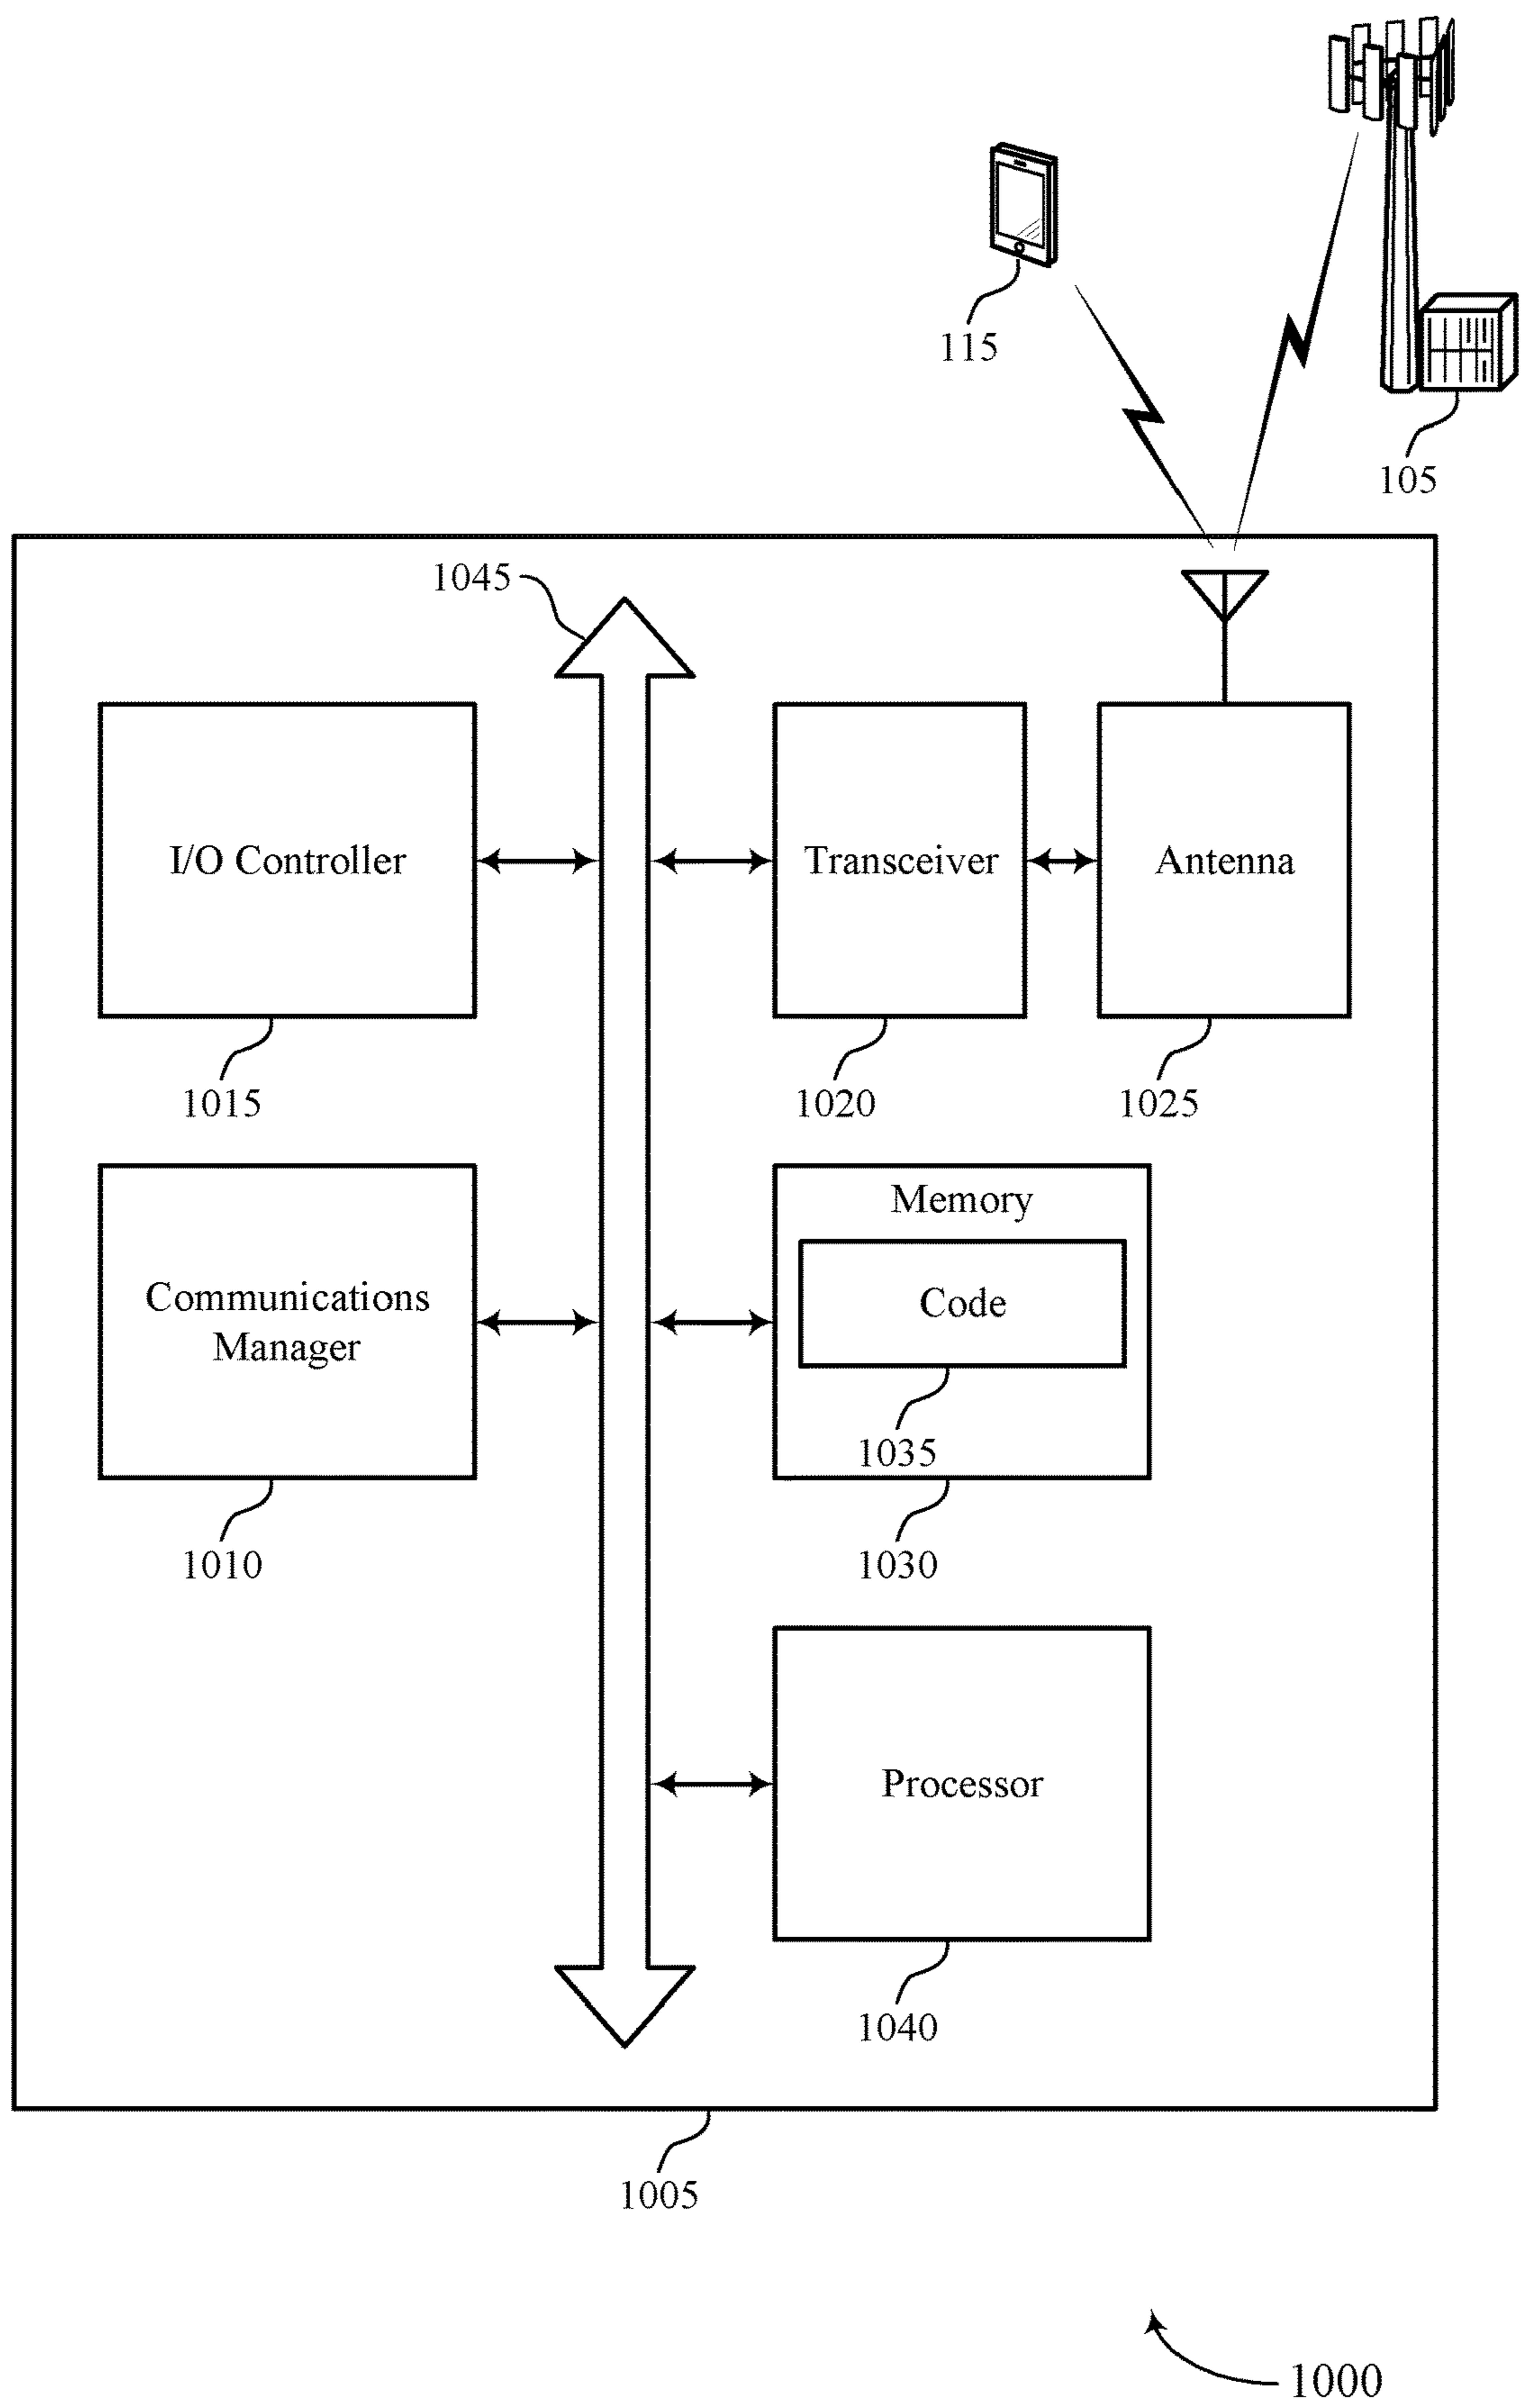 115
105
1045
I/O Controller
Transceiver
Antenna
1015
1020
1025
Communications
Manager
Memory
Code
1035
1010
1030
Processor
1040
1005
1000